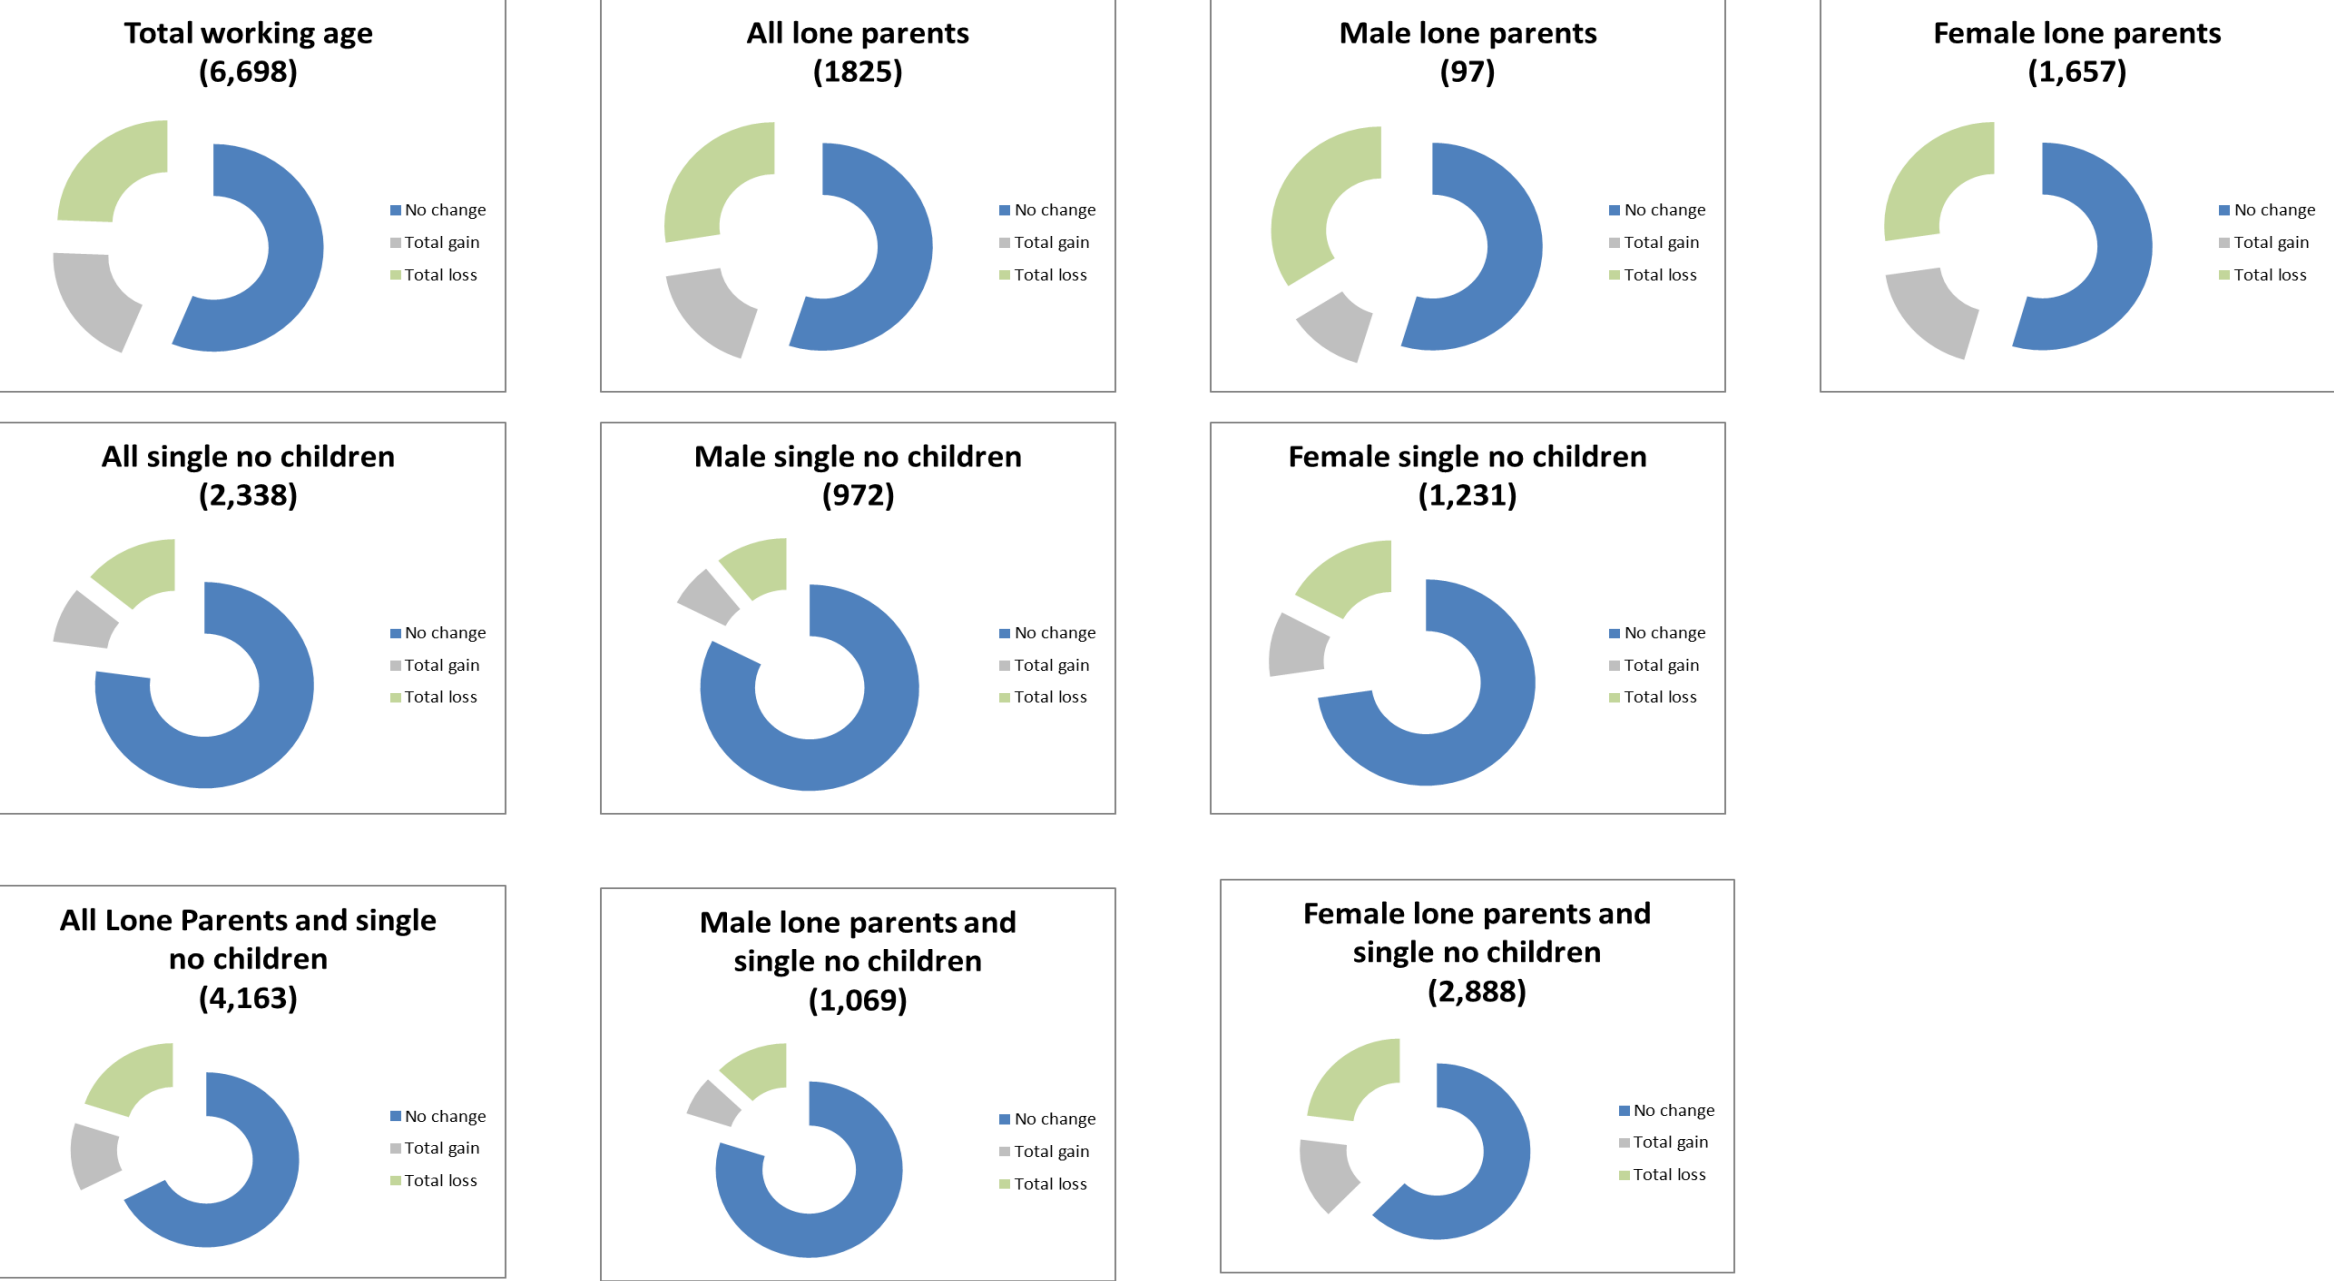 Total working age
(6,698)
No change
Total gain
Total loss
All lone parents
(1825)
No change
Total gain
Total loss
Male lone parents
(97)
No change
Total gain
Total loss
Female lone parents
(1,657)
No change
Total gain
Total loss
All single no children
(2,338)
No change
Total gain
Total loss
Male single no children
(972)
No change
Total gain
Total loss
Female single no children
(1,231)
No change
Total gain
Total loss
All Lone Parents and single
no children
(4,163)
No change
Total gain
Total loss
Male lone parents and
single no children
(1,069)
No change
Total gain
Total loss
Female lone parents and
single no children
(2,888)
No change
Total gain
Total loss